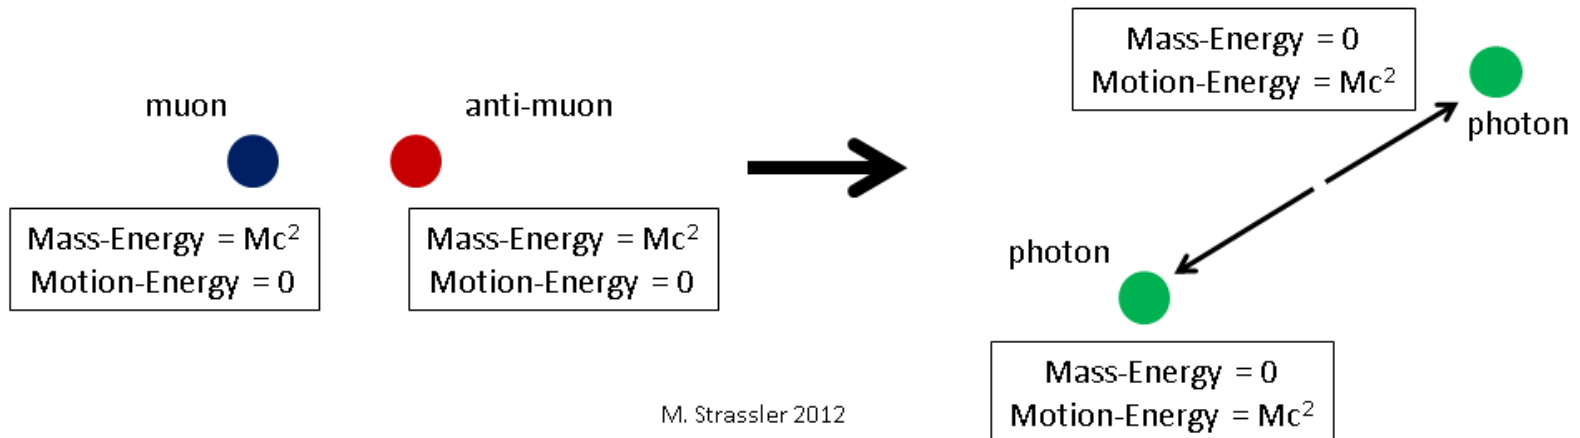 muon
anti-muon
Mass-Energy = Mc²
Motion-Energy = 0
Mass-Energy = Mc²
Motion-Energy = 0
Mass-Energy = 0
Motion-Energy = Mc²
photon
photon
Mass-Energy = 0
Motion-Energy = Mc²
M. Strassler 2012